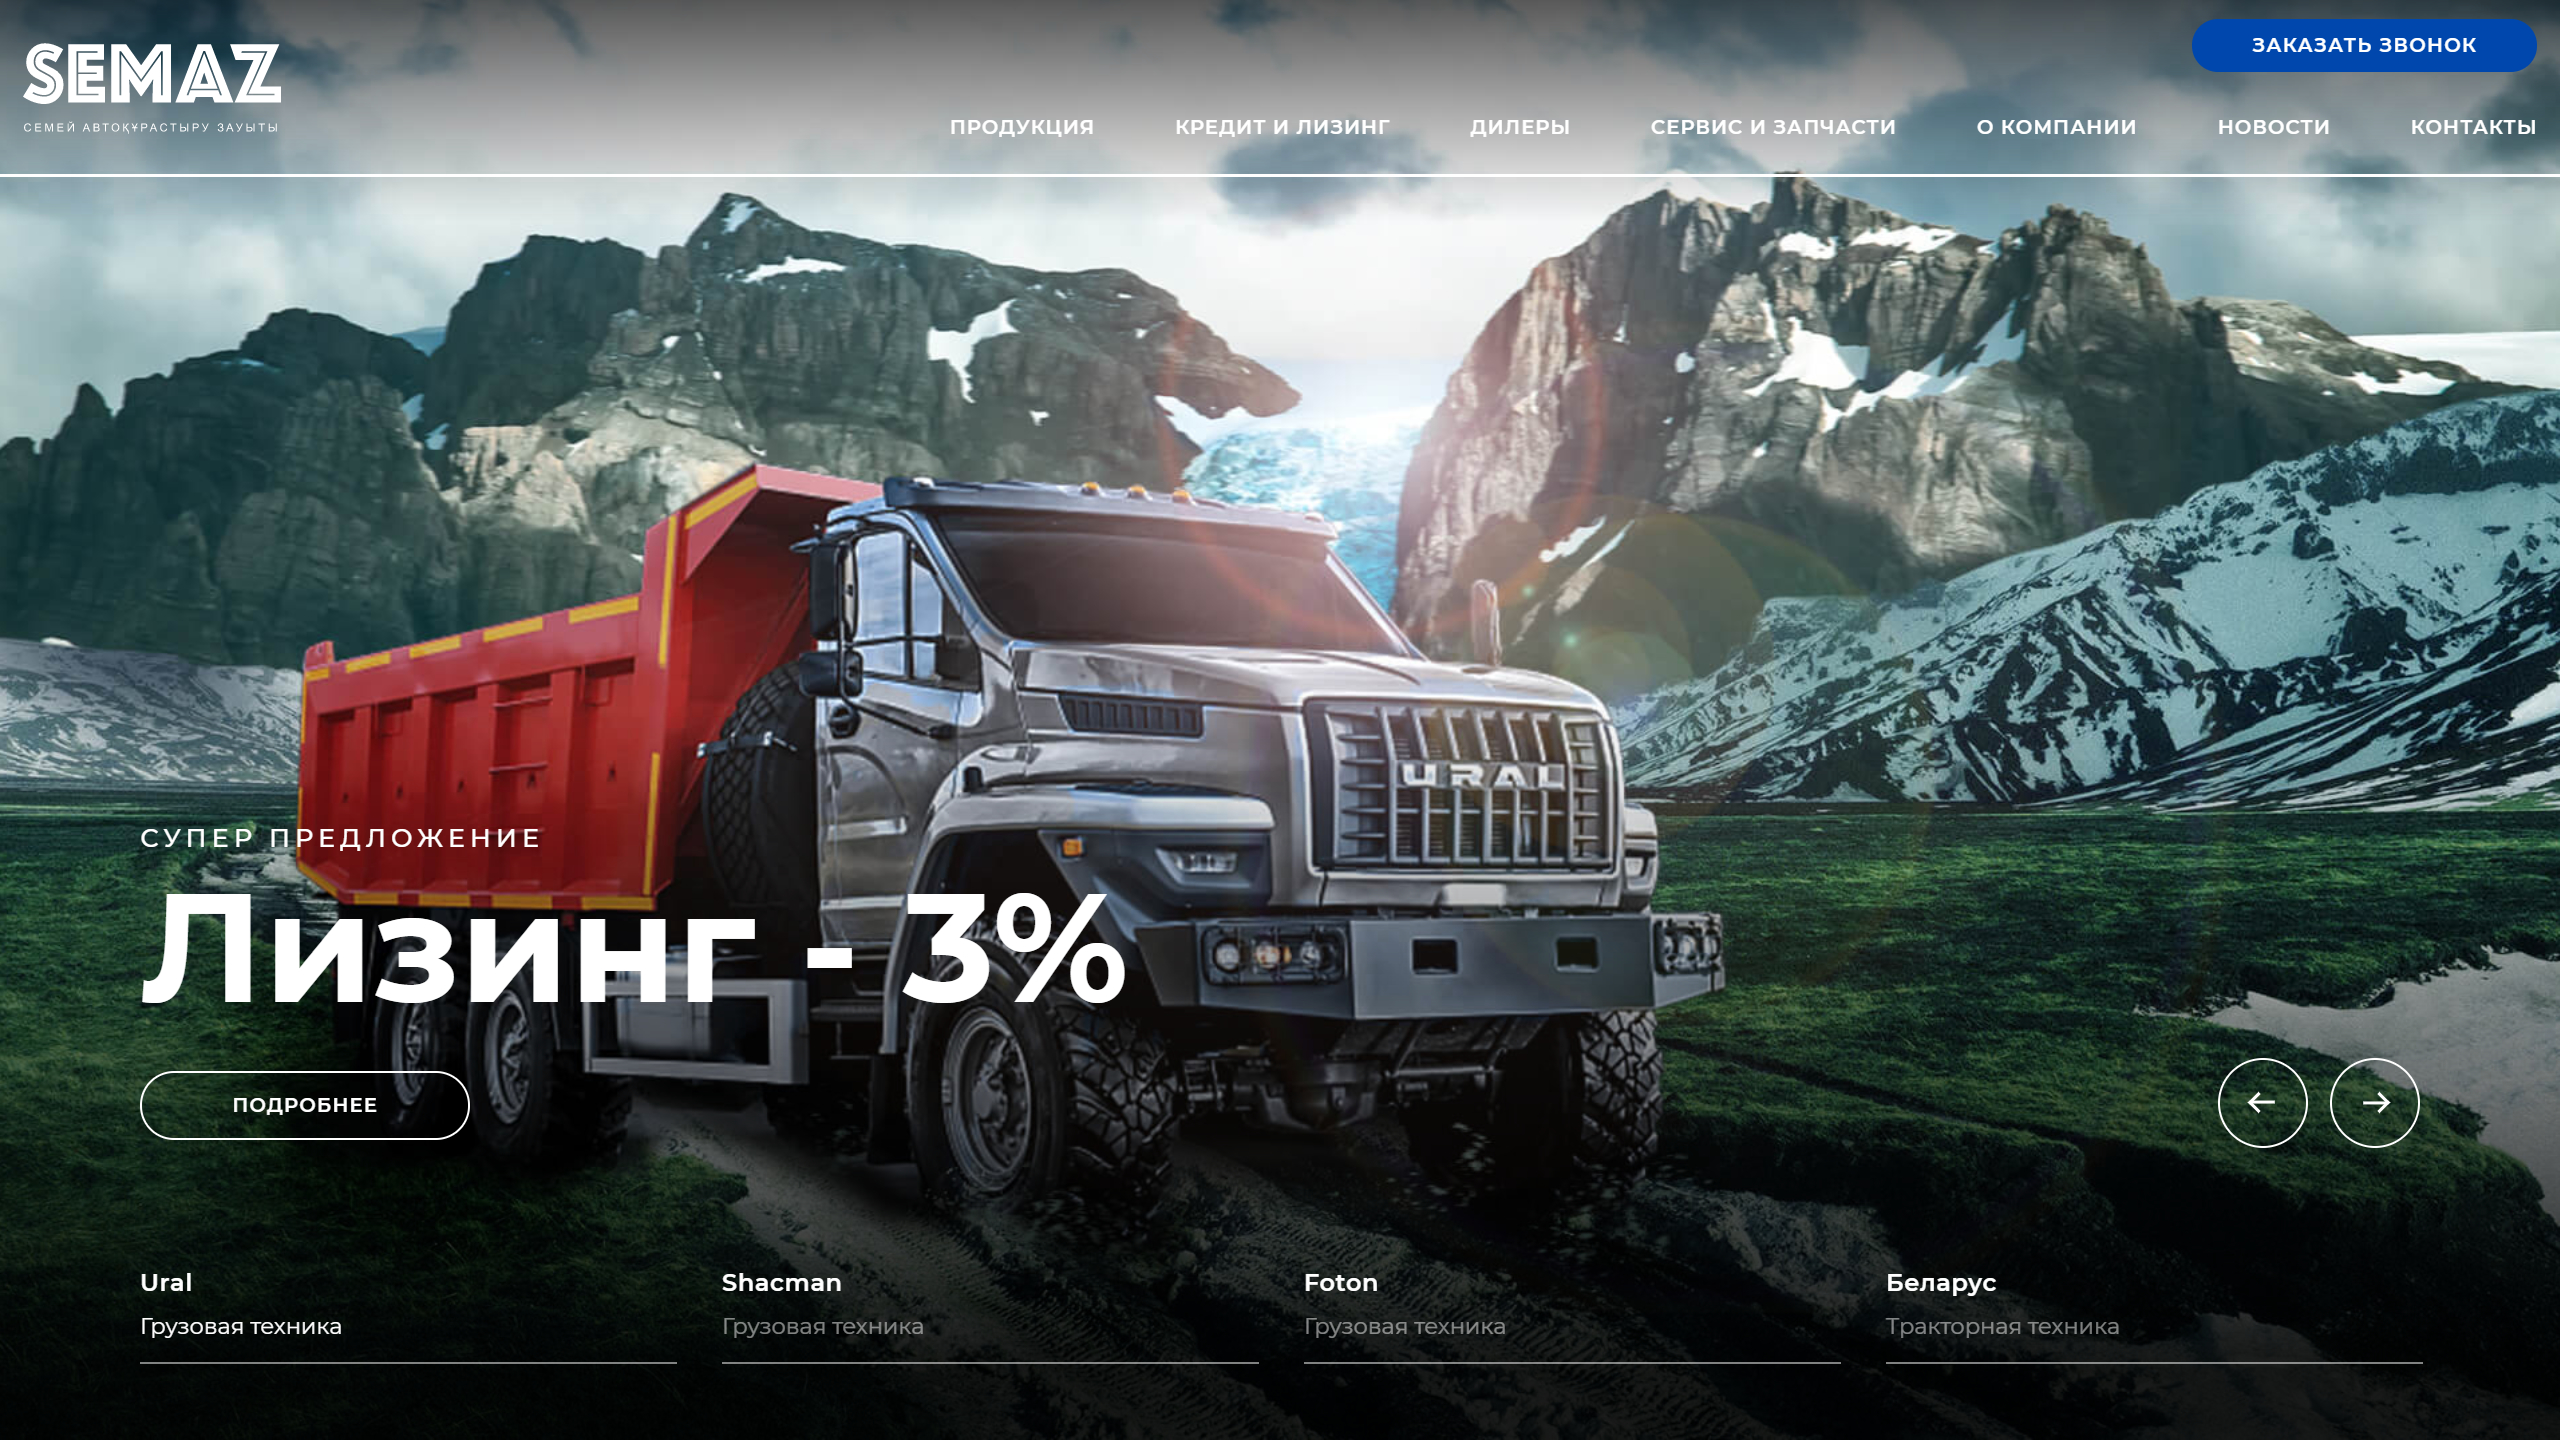 SEMAZ
СЕМЕЙ АВТОҚҰРАСТЫРУ ЗАУЫТЫ
ЗАКАЗАТЬ ЗВОНОК
ПРОДУКЦИЯ КРЕДИТ И ЛИЗИНГ ДИЛЕРЫ СЕРВИС И ЗАПЧАСТИ О КОМПАНИИ НОВОСТИ КОНТАКТЫ
URAL
СУПЕР ПРЕДЛОЖЕНИЕ
Лизинг - 3%
ПОДРОБНЕЕ
Ural
Грузовая техника
Shacman
Грузовая техника
Foton
Грузовая техника
Беларус
Тракторная техника